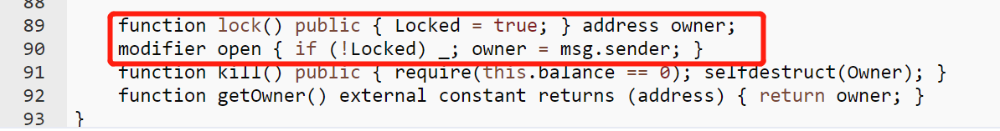 88
89 function lock() public { Locked = true; } address owner;
90 modifier open { if (!Locked) _; owner = msg.sender; }
91 function kill() public { require(this.balance == 0); selfdestruct(Owner); }
92 function getOwner() external constant returns (address) { return owner; }
93 }